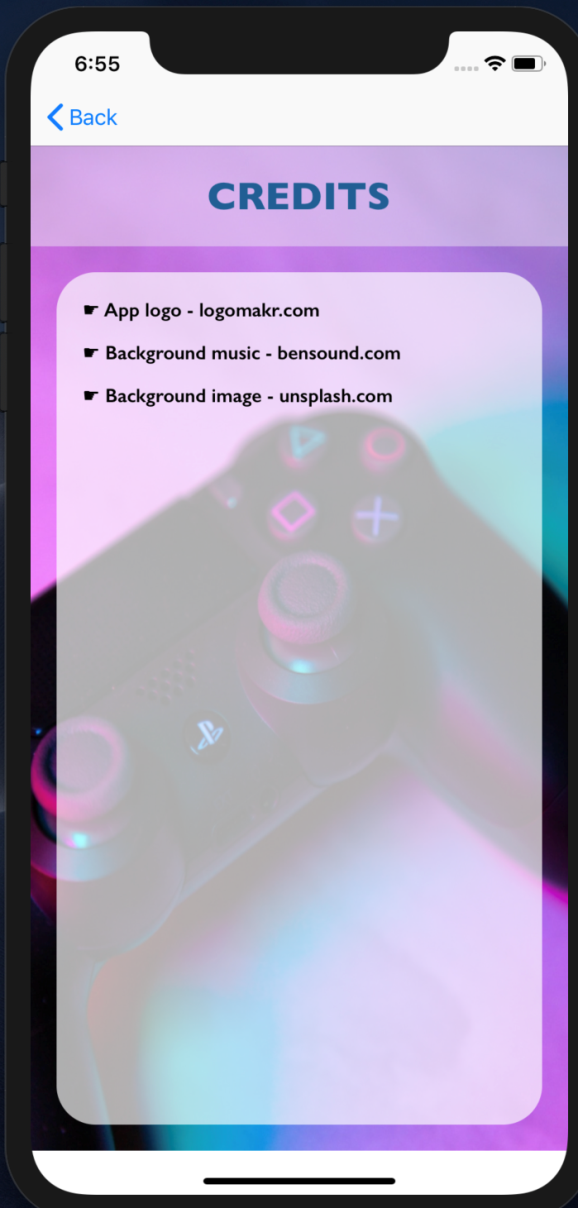 6:55
Back
CREDITS
☛ App logo - logomakr.com
☛ Background music - bensound.com
☛ Background image - unsplash.com